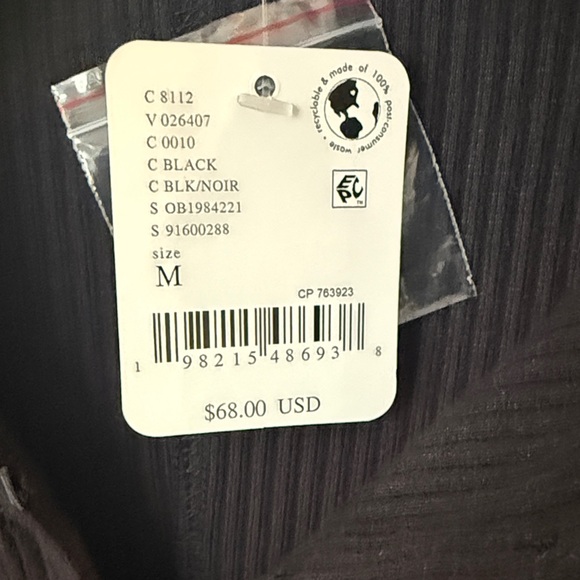 C 8112
V 026407
C 0010
C BLACK
C BLK/NOIR
S OB1984221
S 91600288
size
M
recyclable & made of 100% post-consumer waste •
EPC
TM
CP 763923
1 98215 48693 8
$68.00 USD